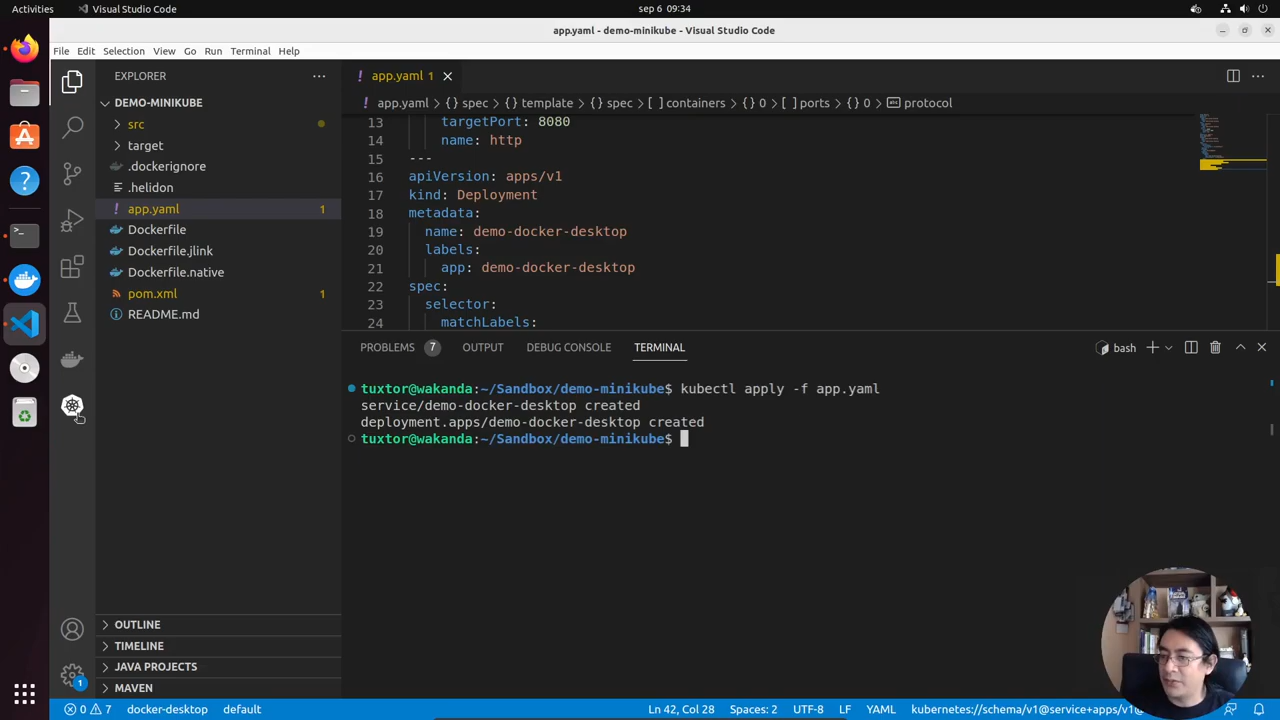 Activities
Visual Studio Code
sep 6 09:34
app.yaml - demo-minikube - Visual Studio Code
File Edit Selection View Go Run Terminal Help
EXPLORER
DEMO-MINIKUBE
src
target
.dockerignore
.helidon
app.yaml 1
Dockerfile
Dockerfile.jlink
Dockerfile.native
pom.xml 1
README.md
OUTLINE
TIMELINE
JAVA PROJECTS
MAVEN
app.yaml 1
app.yaml > {} spec > {} template > {} spec > [ ] containers > {} 0 > [ ] ports > {} 0 > protocol
13 targetPort: 8080
14 name: http
15 ---
16 apiVersion: apps/v1
17 kind: Deployment
18 metadata:
19 name: demo-docker-desktop
20 labels:
21 app: demo-docker-desktop
22 spec:
23 selector:
24 matchLabels:
PROBLEMS 7 OUTPUT DEBUG CONSOLE TERMINAL
bash
tuxtor@wakanda:~/Sandbox/demo-minikube$ kubectl apply -f app.yaml
service/demo-docker-desktop created
deployment.apps/demo-docker-desktop created
tuxtor@wakanda:~/Sandbox/demo-minikube$
1
0 7 docker-desktop default
Ln 42, Col 28 Spaces: 2 UTF-8 LF YAML kubernetes://schema/v1@service+apps/v1@